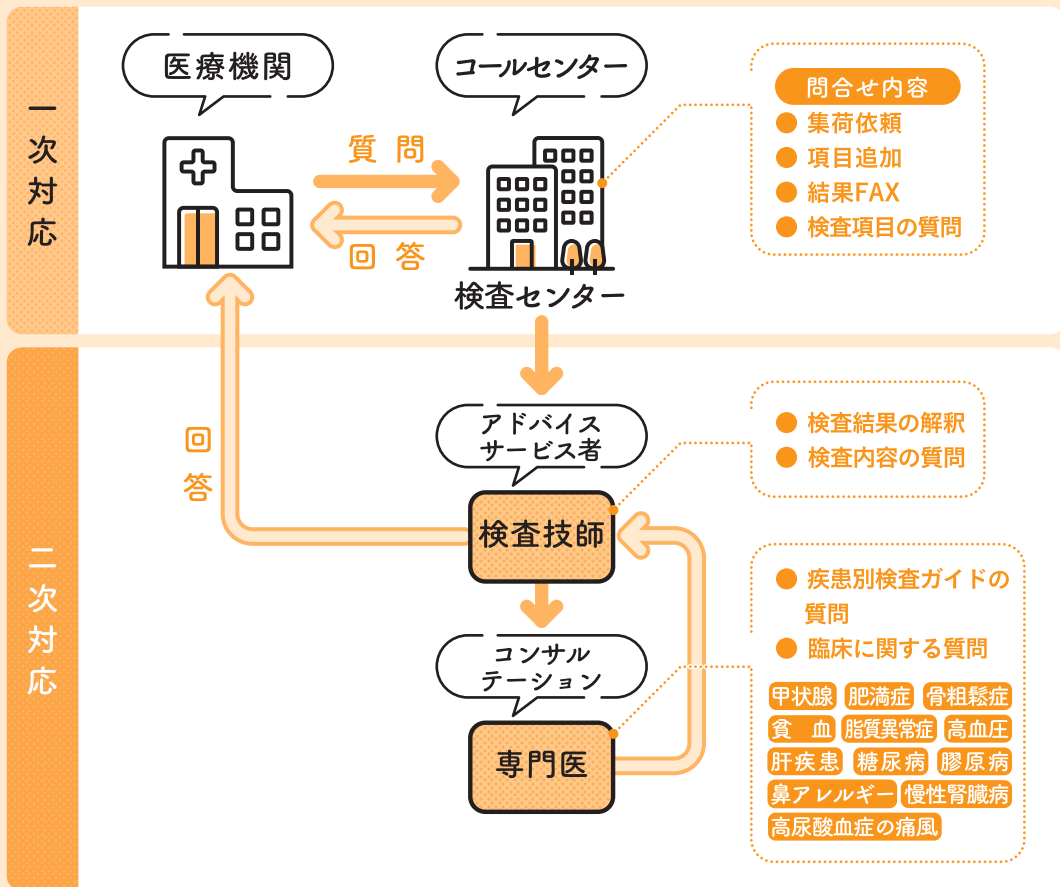 一次対応
医療機関
コールセンター
質問
回答
検査センター
問合せ内容
● 集荷依頼
● 項目追加
● 結果FAX
● 検査項目の質問
二次対応
回答
アドバイス
サービス者
検査技師
● 検査結果の解釈
● 検査内容の質問
コンサル
テーション
専門医
● 疾患別検査ガイドの
質問
● 臨床に関する質問
甲状腺 肥満症 骨粗鬆症
貧 血 脂質異常症 高血圧
肝疾患 糖尿病 膠原病
鼻アレルギー 慢性腎臓病
高尿酸血症の痛風